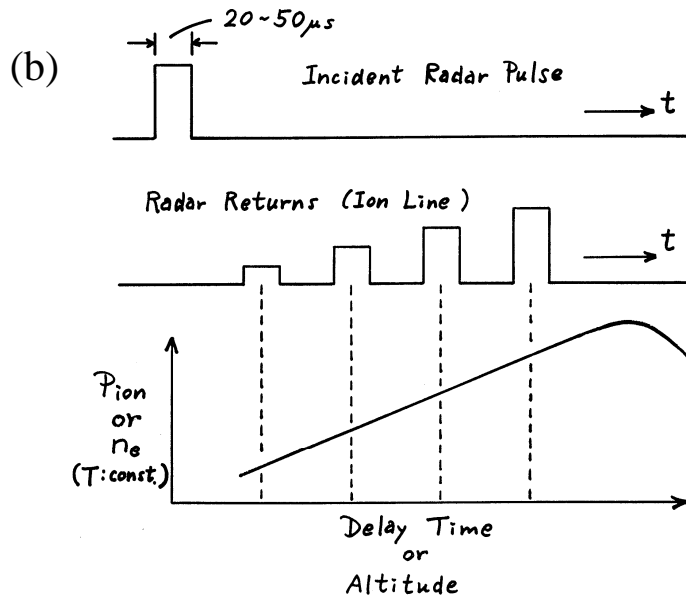 (b)
20~50μs
Incident Radar Pulse
t
Radar Returns (Ion Line)
t
Pion
or
ne
(T:const.)
Delay Time
or
Altitude